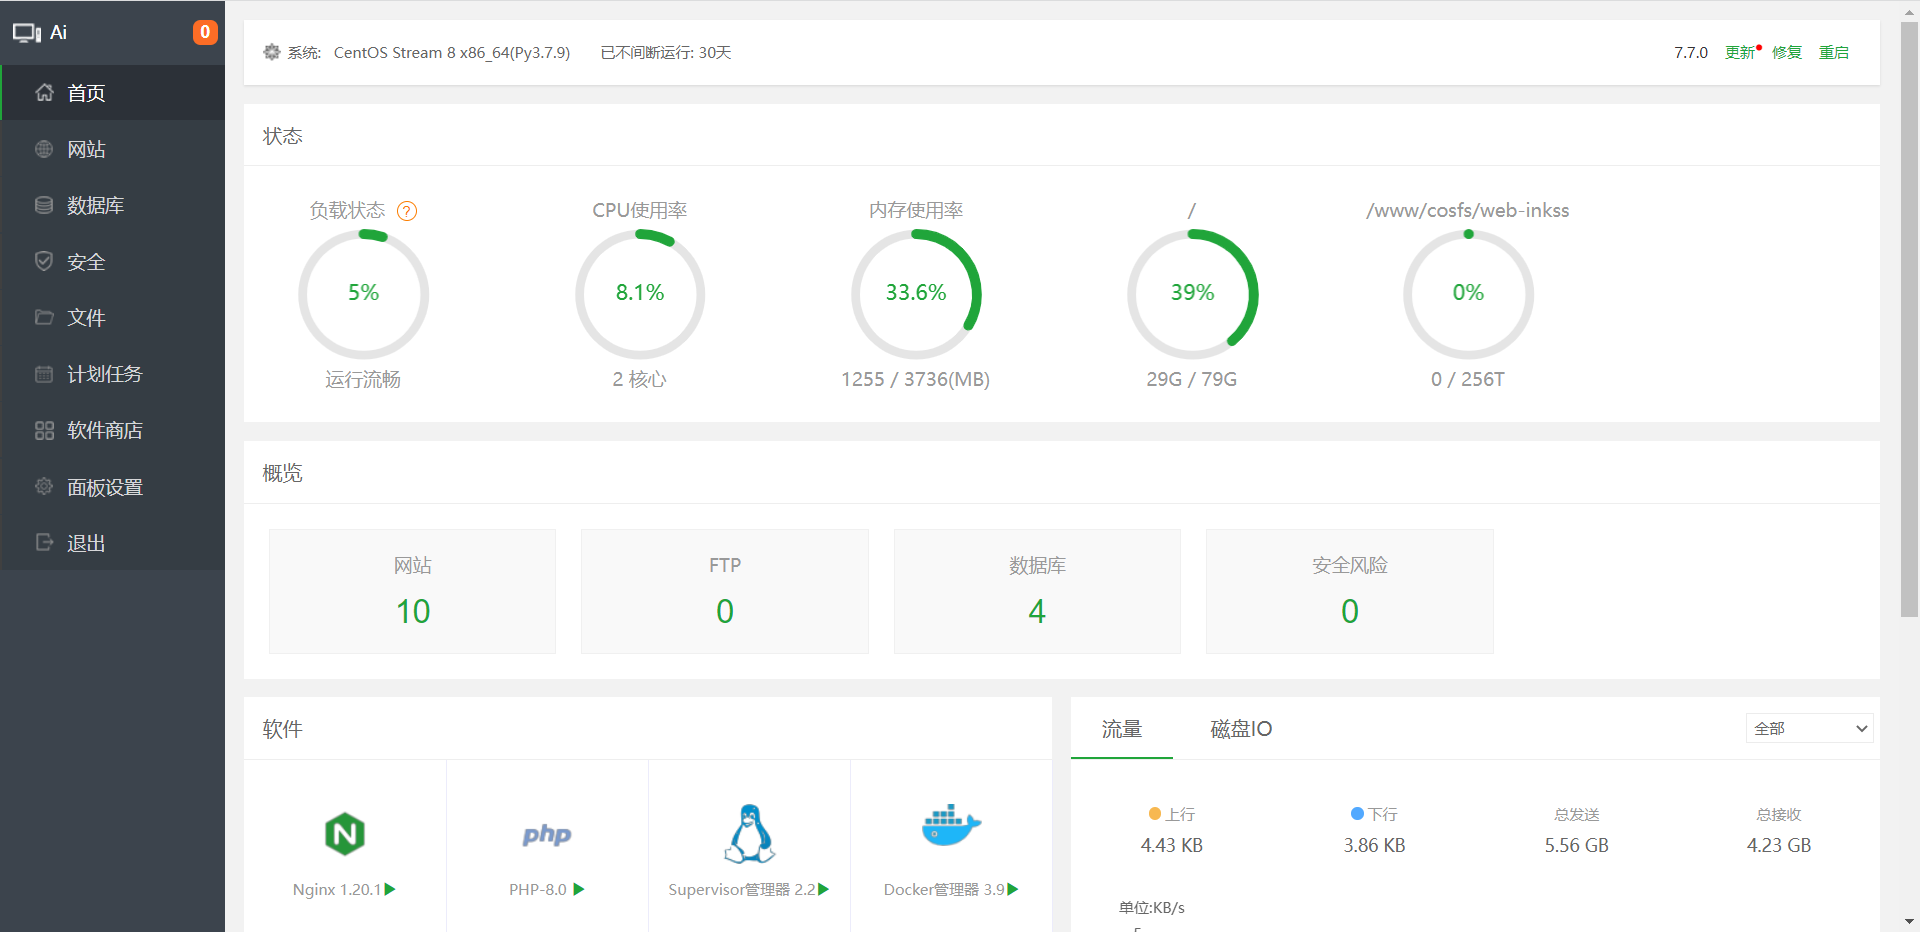 Ai
0
首页
网站
数据库
安全
文件
计划任务
软件商店
面板设置
退出
系统: CentOS Stream 8 x86_64(Py3.7.9) 已不间断运行: 30天
7.7.0 更新 修复 重启
状态
负载状态 ?
5%
运行流畅
CPU使用率
8.1%
2 核心
内存使用率
33.6%
1255 / 3736(MB)
/
39%
29G / 79G
/www/cosfs/web-inkss
0%
0 / 256T
概览
网站
10
FTP
0
数据库
4
安全风险
0
软件
N
Nginx 1.20.1
php
PHP-8.0
Supervisor管理器 2.2
Docker管理器 3.9
流量 磁盘IO
全部
上行
4.43 KB
下行
3.86 KB
总发送
5.56 GB
总接收
4.23 GB
单位:KB/s